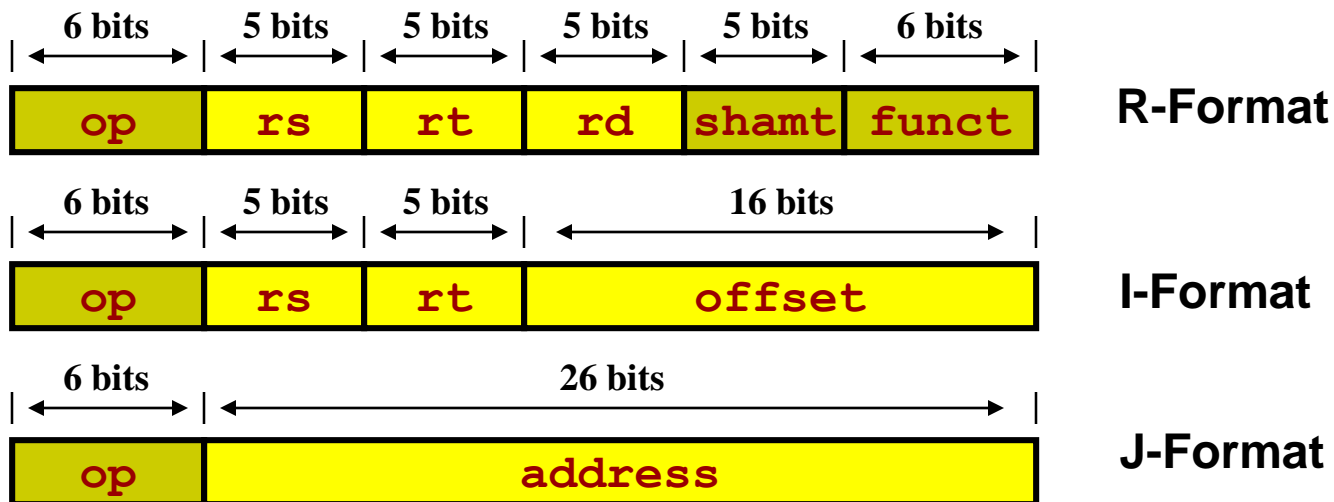 6 bits 5 bits 5 bits 5 bits 5 bits 6 bits
op rs rt rd shamt funct R-Format
6 bits 5 bits 5 bits 16 bits
op rs rt offset I-Format
6 bits 26 bits
op address J-Format